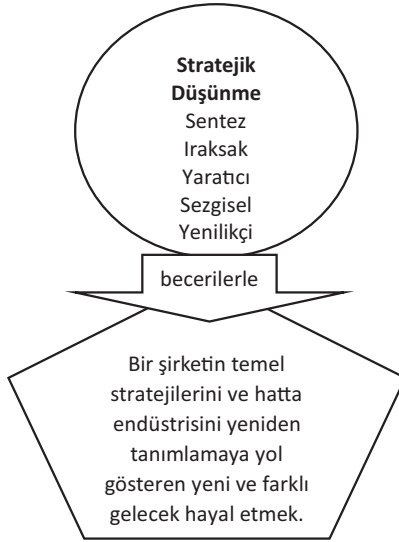 Stratejik
Düşünme
Sentez
Iraksak
Yaratıcı
Sezgisel
Yenilikçi
becerilerle
Bir şirketin temel
stratejilerini ve hatta
endüstrisini yeniden
tanımlamaya yol
gösteren yeni ve farklı
gelecek hayal etmek.